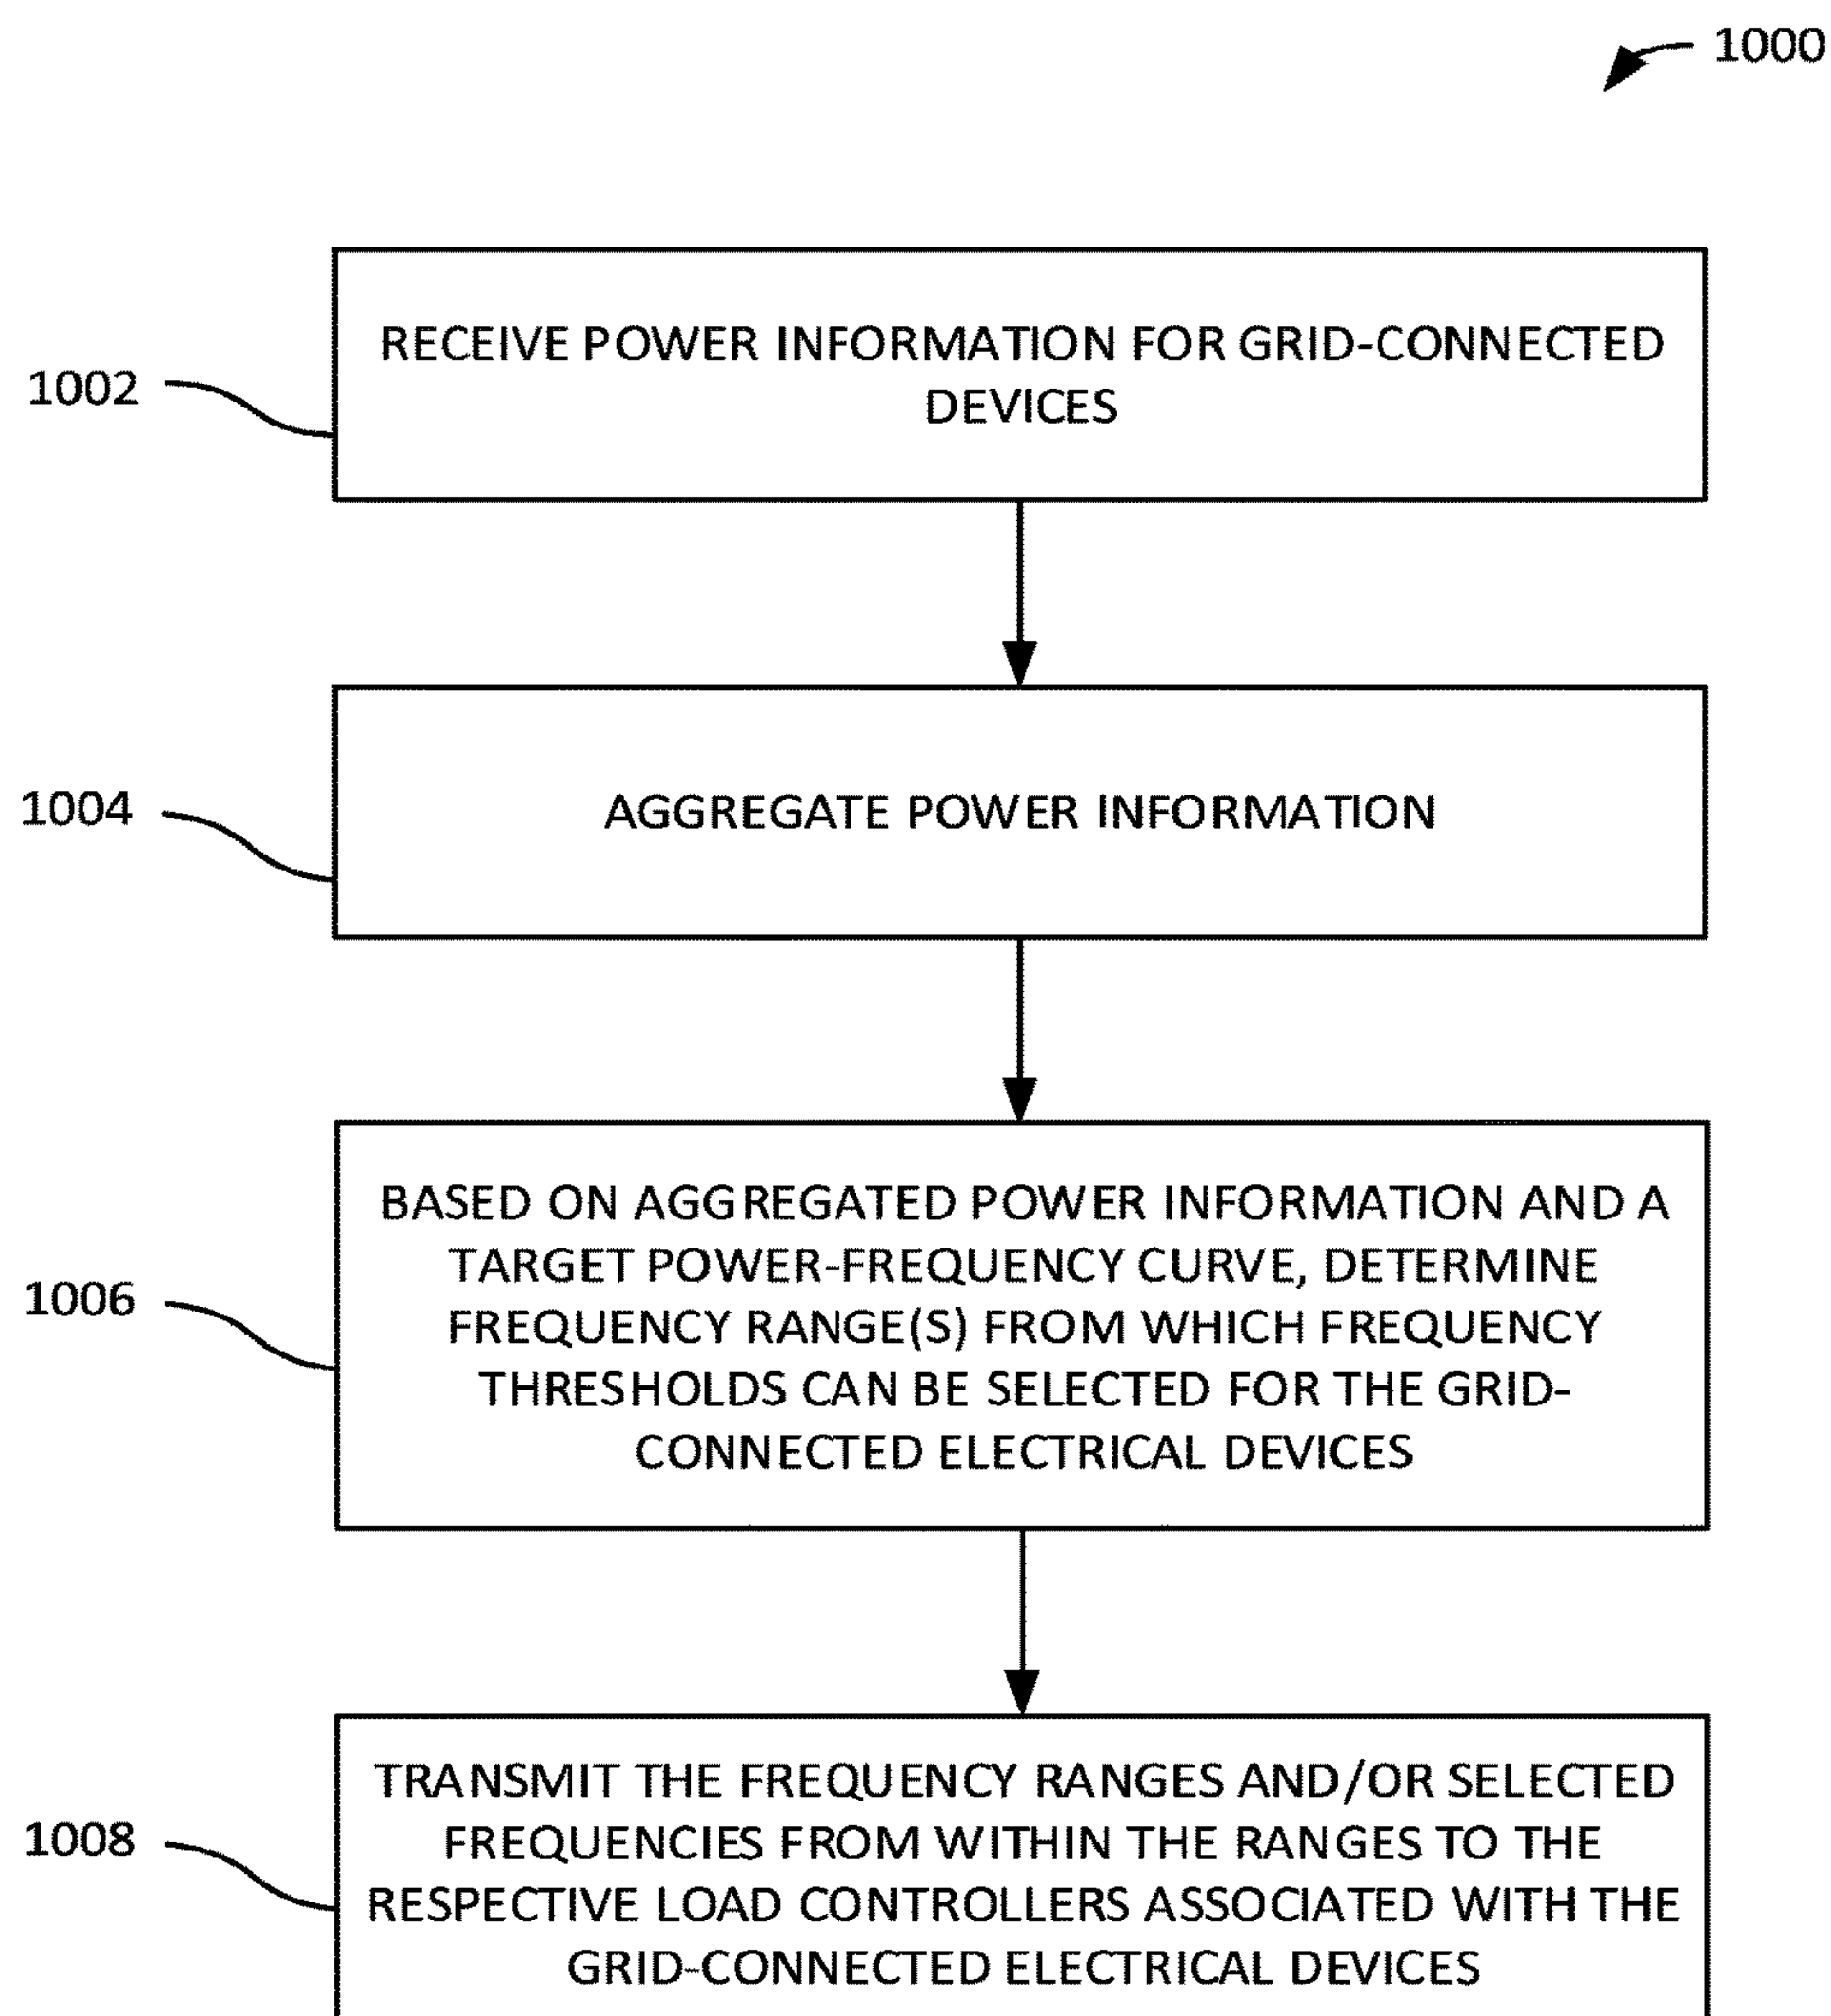 1000
RECEIVE POWER INFORMATION FOR GRID-CONNECTED
DEVICES
1002
AGGREGATE POWER INFORMATION
1004
BASED ON AGGREGATED POWER INFORMATION AND A
TARGET POWER-FREQUENCY CURVE, DETERMINE
FREQUENCY RANGE(S) FROM WHICH FREQUENCY
THRESHOLDS CAN BE SELECTED FOR THE GRID-
CONNECTED ELECTRICAL DEVICES
1006
TRANSMIT THE FREQUENCY RANGES AND/OR SELECTED
FREQUENCIES FROM WITHIN THE RANGES TO THE
RESPECTIVE LOAD CONTROLLERS ASSOCIATED WITH THE
GRID-CONNECTED ELECTRICAL DEVICES
1008